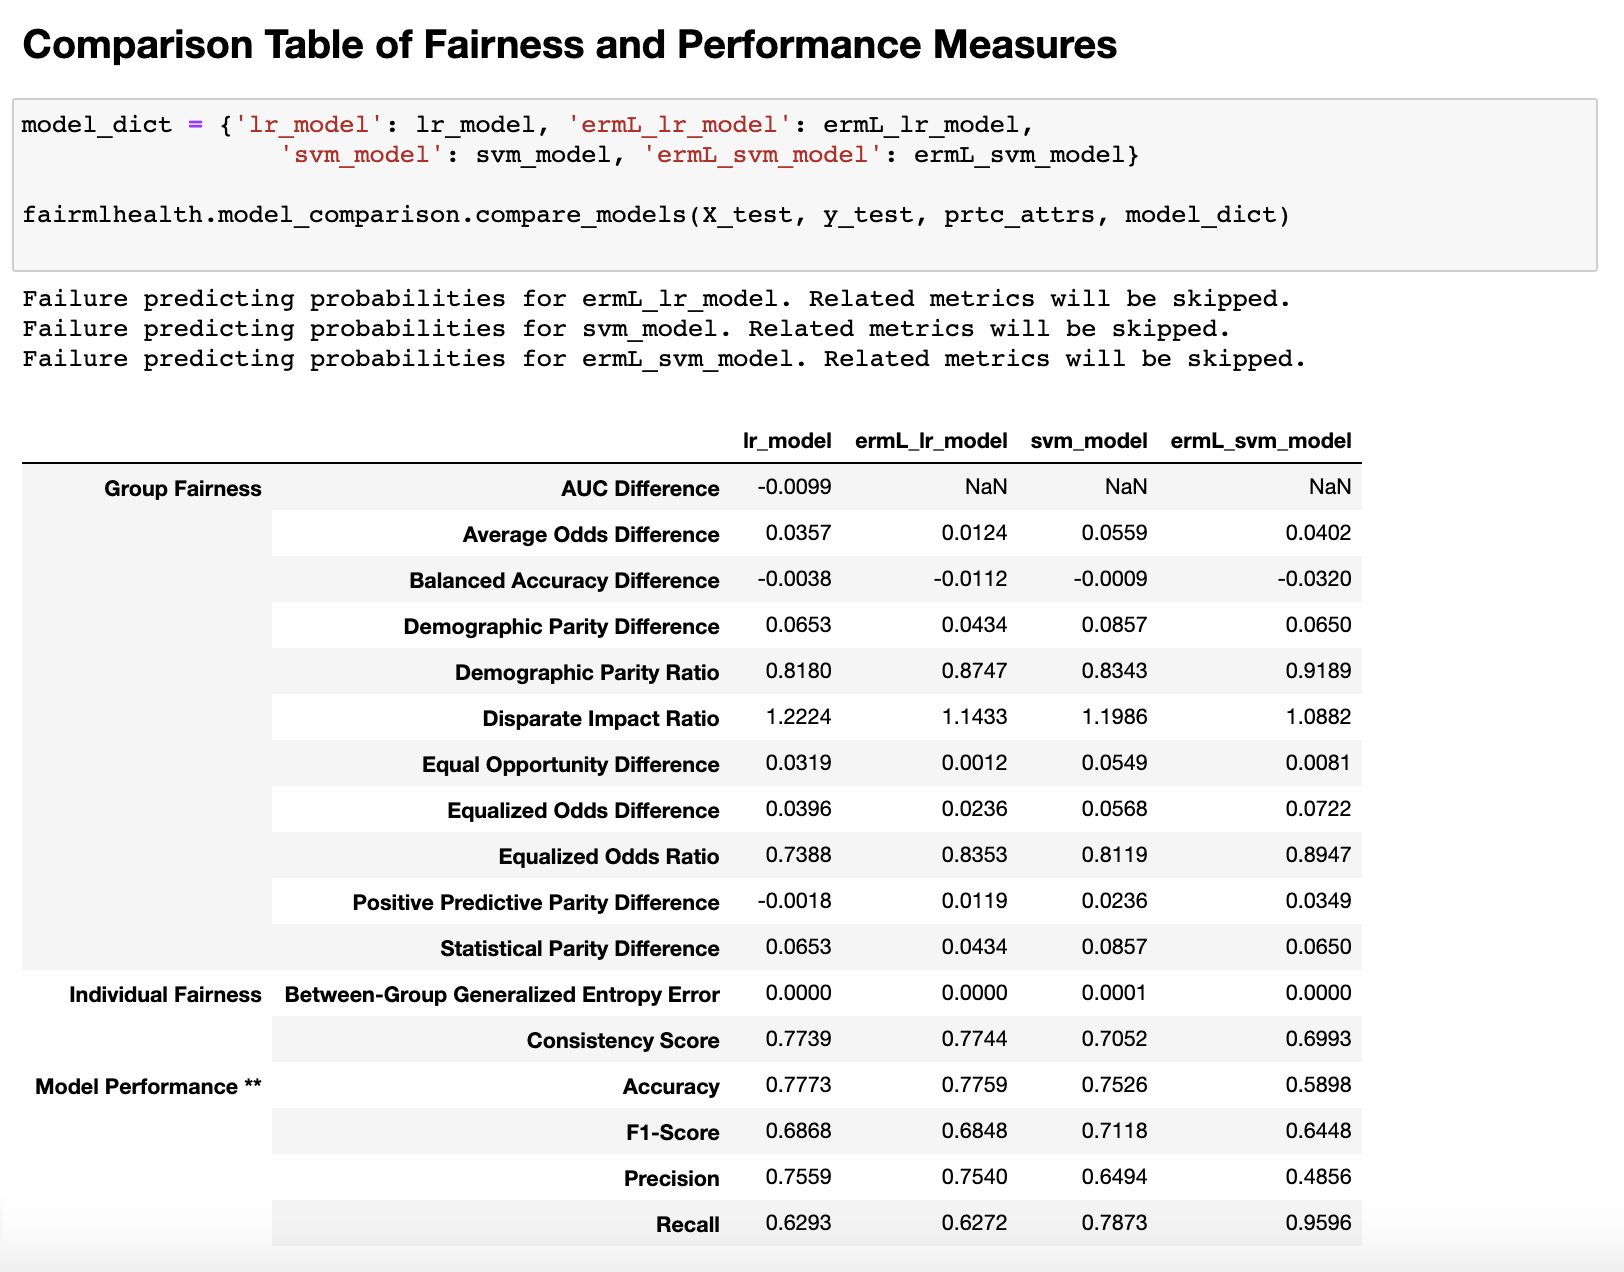 Comparison Table of Fairness and Performance Measures
model_dict = {'lr_model': lr_model, 'ermL_lr_model': ermL_lr_model,
'svm_model': svm_model, 'ermL_svm_model': ermL_svm_model}
fairmlhealth.model_comparison.compare_models(X_test, y_test, prtc_attrs, model_dict)
Failure predicting probabilities for ermL_lr_model. Related metrics will be skipped.
Failure predicting probabilities for svm_model. Related metrics will be skipped.
Failure predicting probabilities for ermL_svm_model. Related metrics will be skipped.
lr_model ermL_lr_model svm_model ermL_svm_model
Group Fairness AUC Difference -0.0099 NaN NaN NaN
Average Odds Difference 0.0357 0.0124 0.0559 0.0402
Balanced Accuracy Difference -0.0038 -0.0112 -0.0009 -0.0320
Demographic Parity Difference 0.0653 0.0434 0.0857 0.0650
Demographic Parity Ratio 0.8180 0.8747 0.8343 0.9189
Disparate Impact Ratio 1.2224 1.1433 1.1986 1.0882
Equal Opportunity Difference 0.0319 0.0012 0.0549 0.0081
Equalized Odds Difference 0.0396 0.0236 0.0568 0.0722
Equalized Odds Ratio 0.7388 0.8353 0.8119 0.8947
Positive Predictive Parity Difference -0.0018 0.0119 0.0236 0.0349
Statistical Parity Difference 0.0653 0.0434 0.0857 0.0650
Individual Fairness Between-Group Generalized Entropy Error 0.0000 0.0000 0.0001 0.0000
Consistency Score 0.7739 0.7744 0.7052 0.6993
Model Performance ** Accuracy 0.7773 0.7759 0.7526 0.5898
F1-Score 0.6868 0.6848 0.7118 0.6448
Precision 0.7559 0.7540 0.6494 0.4856
Recall 0.6293 0.6272 0.7873 0.9596